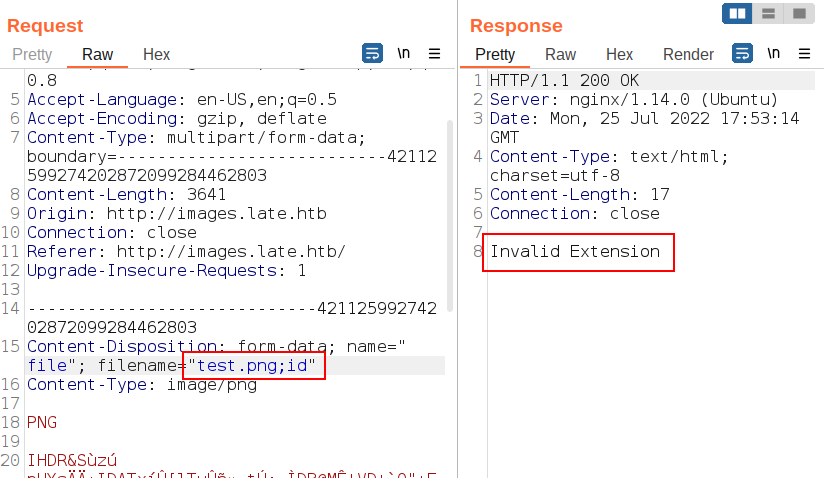 Request
Pretty Raw Hex
\n
0.8
5 Accept-Language: en-US,en;q=0.5
6 Accept-Encoding: gzip, deflate
7 Content-Type: multipart/form-data;
boundary=---------------------------42112
5992742028720992844​62803
8 Content-Length: 3641
9 Origin: http://images.late.htb
10 Connection: close
11 Referer: http://images.late.htb/
12 Upgrade-Insecure-Requests: 1
13
14 -----------------------------421125992742
02872099284462803
15 Content-Disposition: form-data; name="
file"; filename="test.png;id"
16 Content-Type: image/png
17
18 PNG
19
20 IHDR&Sùzú
Response
Pretty Raw Hex Render
\n
1 HTTP/1.1 200 OK
2 Server: nginx/1.14.0 (Ubuntu)
3 Date: Mon, 25 Jul 2022 17:53:14
GMT
4 Content-Type: text/html;
charset=utf-8
5 Content-Length: 17
6 Connection: close
7
8 Invalid Extension